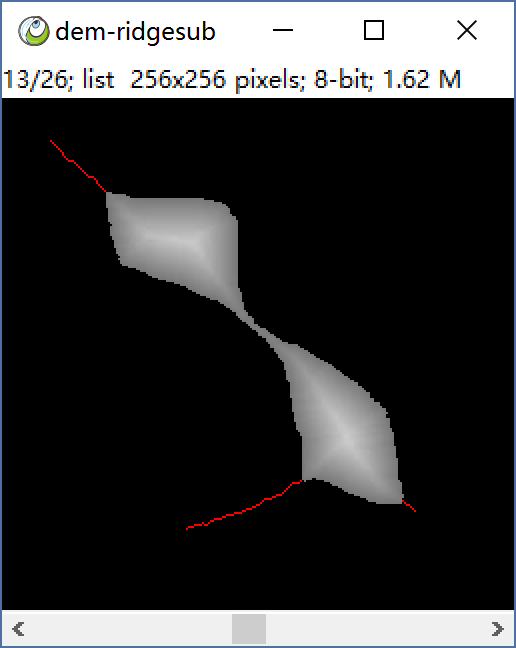 dem-ridgesub
13/26; list  256x256 pixels; 8-bit; 1.62 M